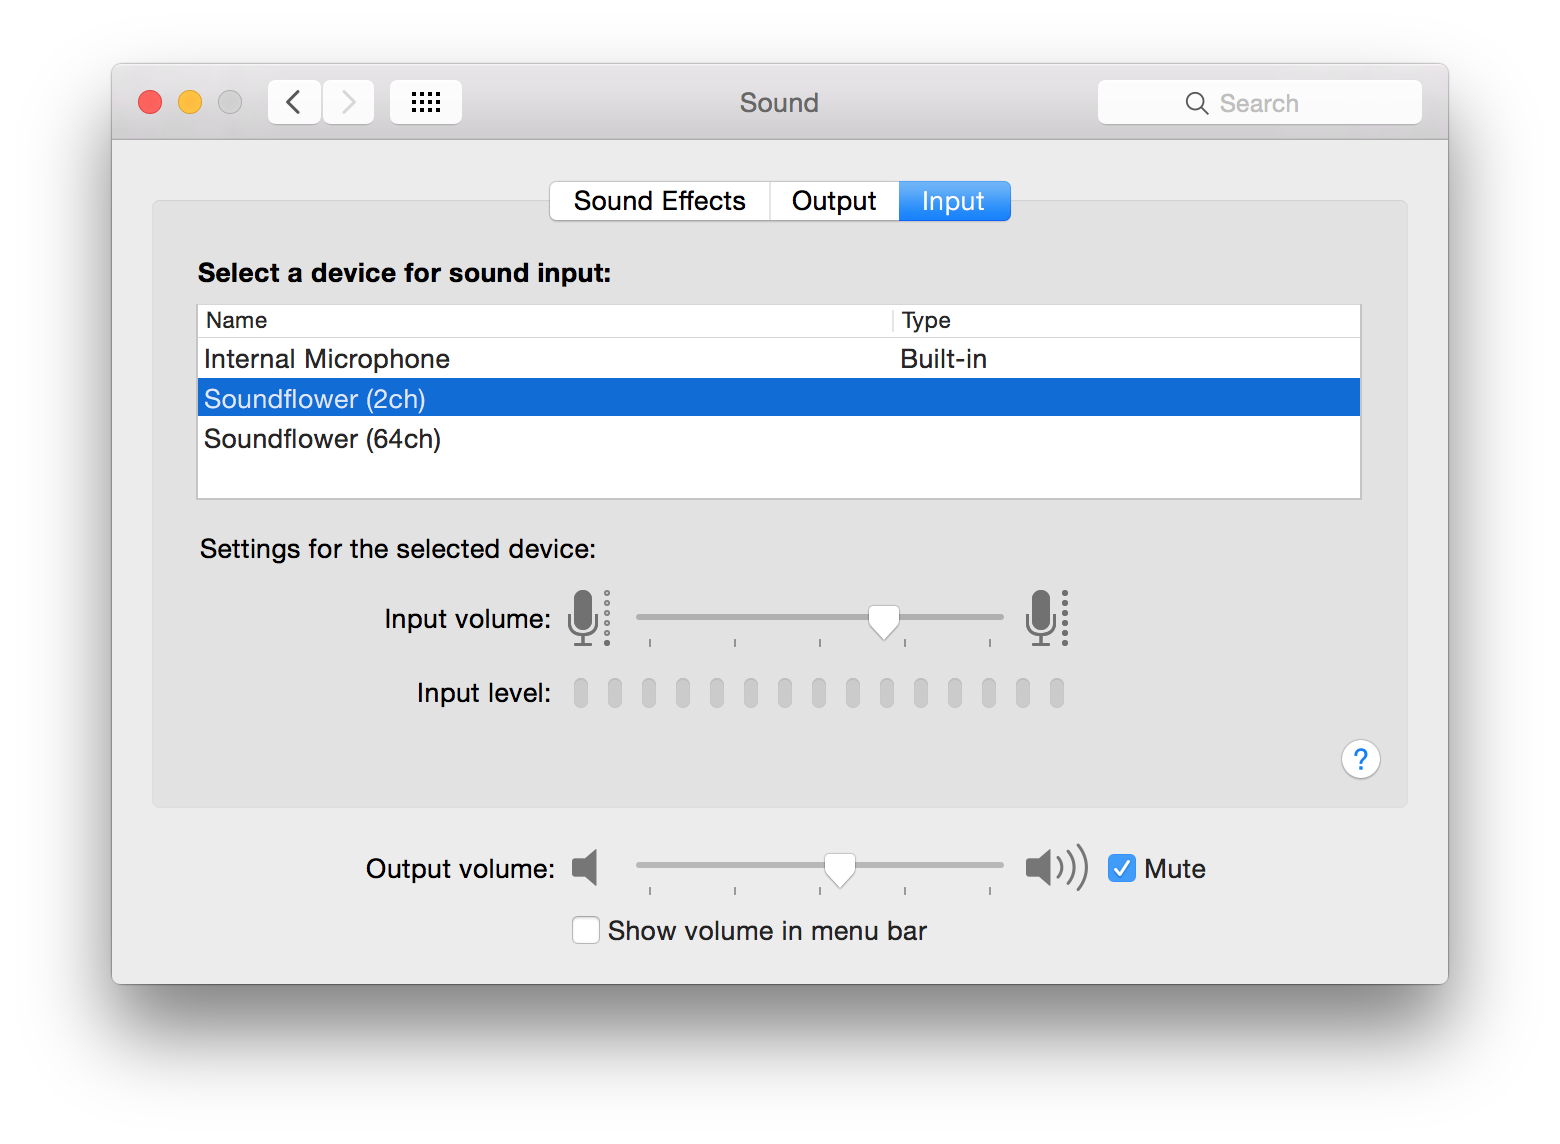 Sound
Search
Sound Effects Output Input
Select a device for sound input:
Name Type
Internal Microphone Built-in
Soundflower (2ch)
Soundflower (64ch)
Settings for the selected device:
Input volume:
Input level:
?
Output volume: Mute
Show volume in menu bar